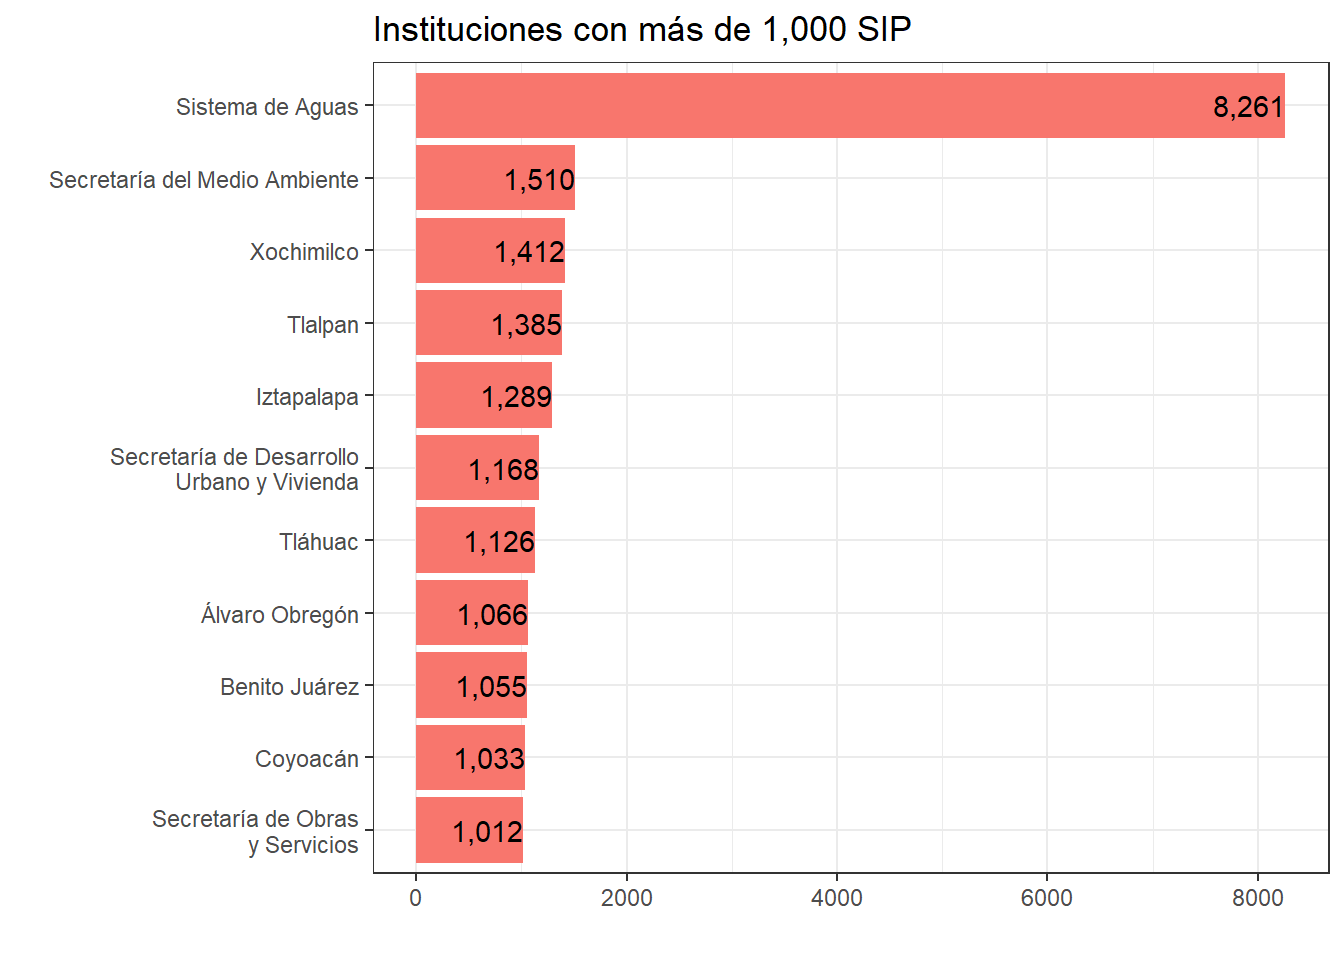 Instituciones con más de 1,000 SIP
Sistema de Aguas
8,261
Secretaría del Medio Ambiente
1,510
Xochimilco
1,412
Tlalpan
1,385
Iztapalapa
1,289
Secretaría de Desarrollo
Urbano y Vivienda
1,168
Tláhuac
1,126
Álvaro Obregón
1,066
Benito Juárez
1,055
Coyoacán
1,033
Secretaría de Obras
y Servicios
1,012
0 2000 4000 6000 8000